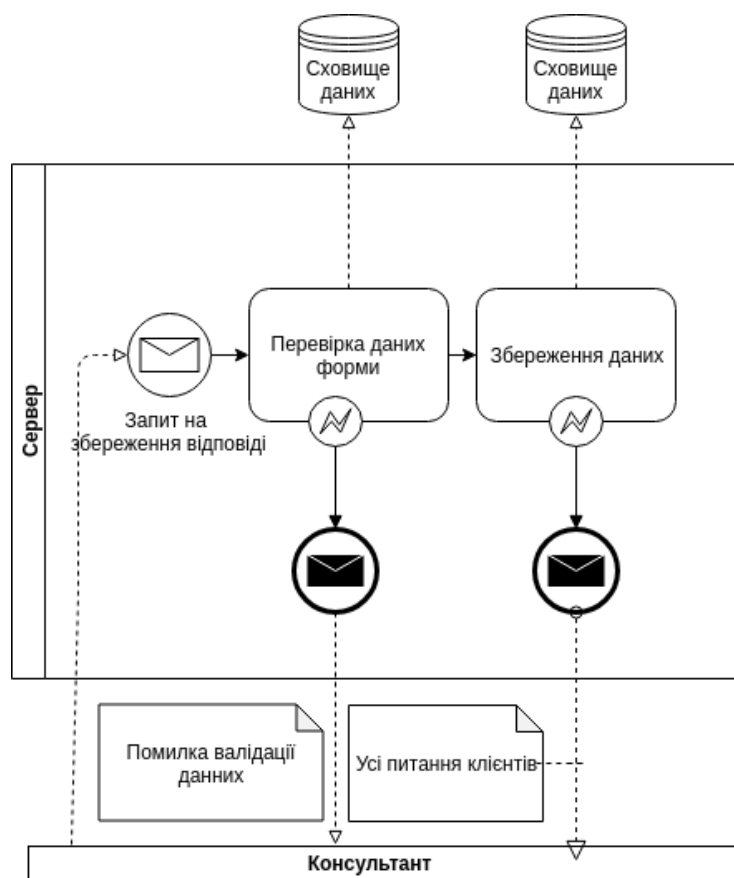 Сховище
даних
Сховище
даних
Сервер
Запит на
збереження відповіді
Перевірка даних
форми
Збереження даних
Помилка валідації
данних
Усі питання клієнтів
Консультант